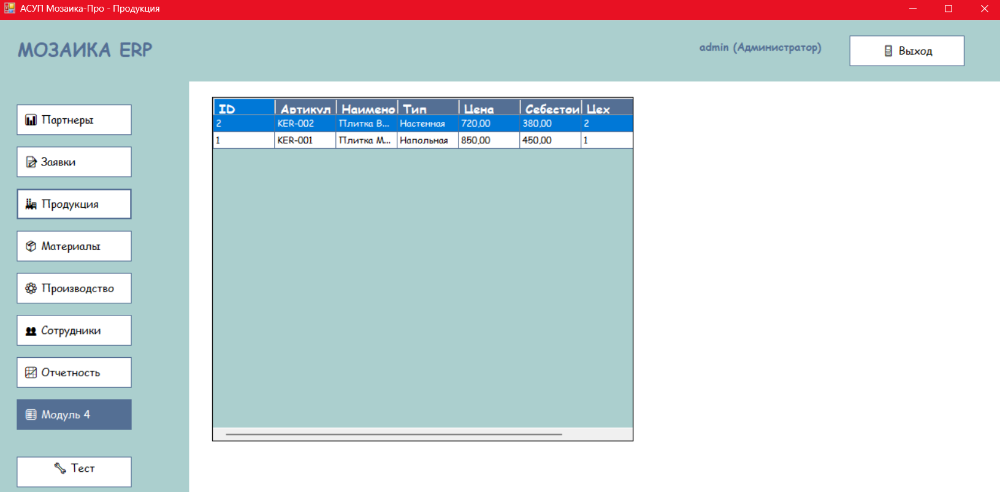 АСУП Мозаика-Про - Продукция
МОЗАИКА ERP
admin (Администратор)
Выход
Партнеры
Заявки
Продукция
Материалы
Производство
Сотрудники
Отчетность
Модуль 4
Тест
ID Артикул Наимено Тип Цена Себестои Цех
2 KER-002 Плитка В... Настенная 720,00 380,00 2
1 KER-001 Плитка М... Напольная 850,00 450,00 1